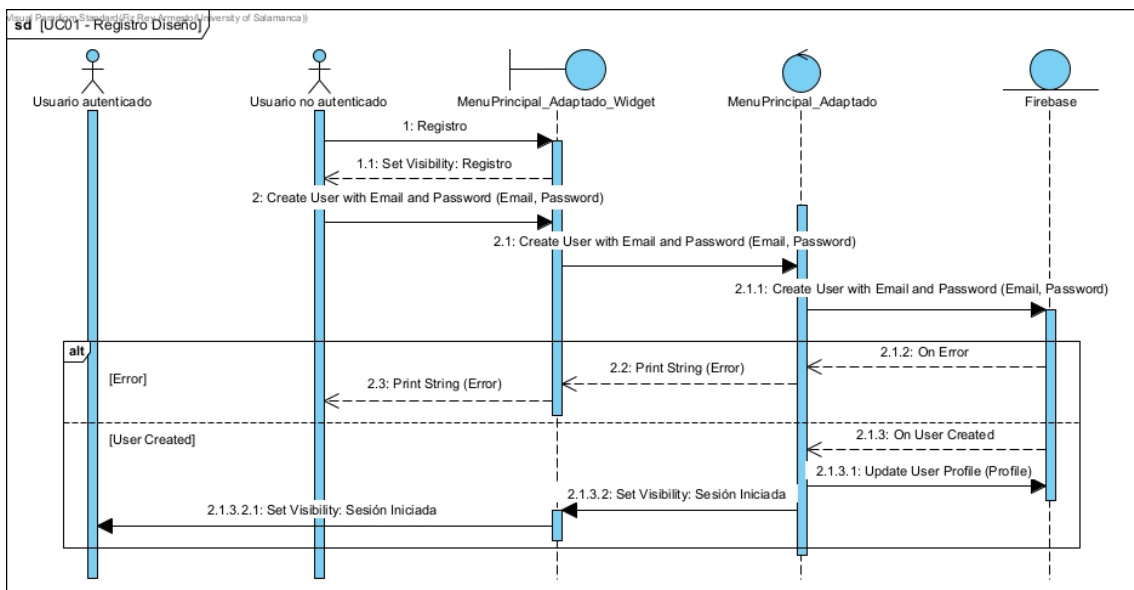 Visual Paradigm Standard(Fiz Rey Armesto(University of Salamanca))
sd [UC01 - Registro Diseño]
Usuario autenticado
Usuario no autenticado
MenuPrincipal_Adaptado_Widget
MenuPrincipal_Adaptado
Firebase
1: Registro
1.1: Set Visibility: Registro
2: Create User with Email and Password (Email, Password)
2.1: Create User with Email and Password (Email, Password)
2.1.1: Create User with Email and Password (Email, Password)
alt
[Error]
2.1.2: On Error
2.2: Print String (Error)
2.3: Print String (Error)
[User Created]
2.1.3: On User Created
2.1.3.1: Update User Profile (Profile)
2.1.3.2: Set Visibility: Sesión Iniciada
2.1.3.2.1: Set Visibility: Sesión Iniciada